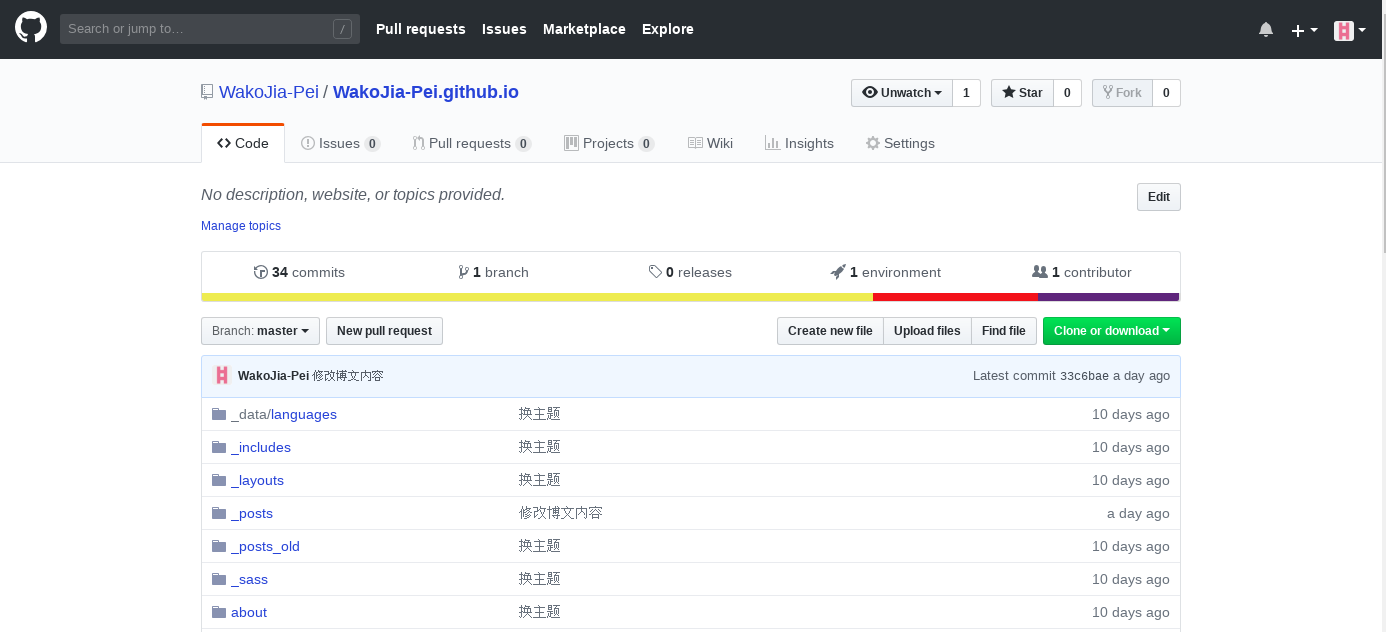 Search or jump to… / Pull requests Issues Marketplace Explore
WakoJia-Pei / WakoJia-Pei.github.io Unwatch 1 Star 0 Fork 0
Code Issues 0 Pull requests 0 Projects 0 Wiki Insights Settings
No description, website, or topics provided. Edit
Manage topics
34 commits 1 branch 0 releases 1 environment 1 contributor
Branch: master New pull request Create new file Upload files Find file Clone or download
WakoJia-Pei 修改博文内容 Latest commit 33c6bae a day ago
_data/languages 换主题 10 days ago
_includes 换主题 10 days ago
_layouts 换主题 10 days ago
_posts 修改博文内容 a day ago
_posts_old 换主题 10 days ago
_sass 换主题 10 days ago
about 换主题 10 days ago